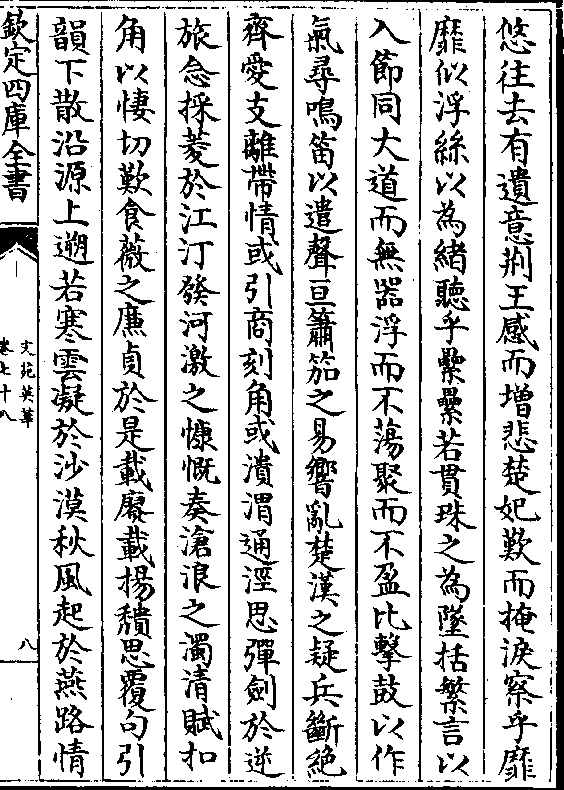 悠往去有遺意荆王感而増悲楚妃歎而掩淚察乎靡
靡似浮絲以為緒聽乎纍纍若貫珠之為墜括繁言以
入節同大道而無器浮而不蕩聚而不盈比擊鼓以作
氣尋鳴笛以遣聲亘簫笳之易響亂楚漢之疑兵斷絶
齊愛支離帶情或引商刻角或潰渭通涇思彈劍於逆
旅念採菱於江汀發河激之慷慨奏滄浪之濁清賦扣
角以悽切歎食薇之廉貞於是載賡載揚積思覆句引
韻下散沿源上遡若寒雲凝於沙漠秋風起於燕路情
欽定四庫全書
文苑英華
卷七十八
八